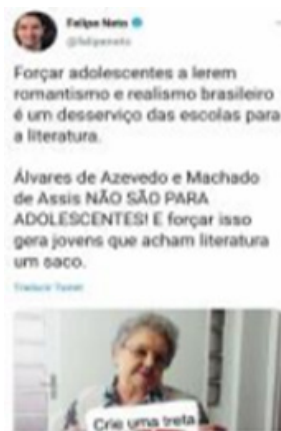 Felipe Neto
@felipeneto
Forçar adolescentes a lerem
romantismo e realismo brasileiro
é um desserviço das escolas para
a literatura.
Álvares de Azevedo e Machado
de Assis NÃO SÃO PARA
ADOLESCENTES! E forçar isso
gera jovens que acham literatura
um saco.
Traduzir Tweet
Crie uma treta